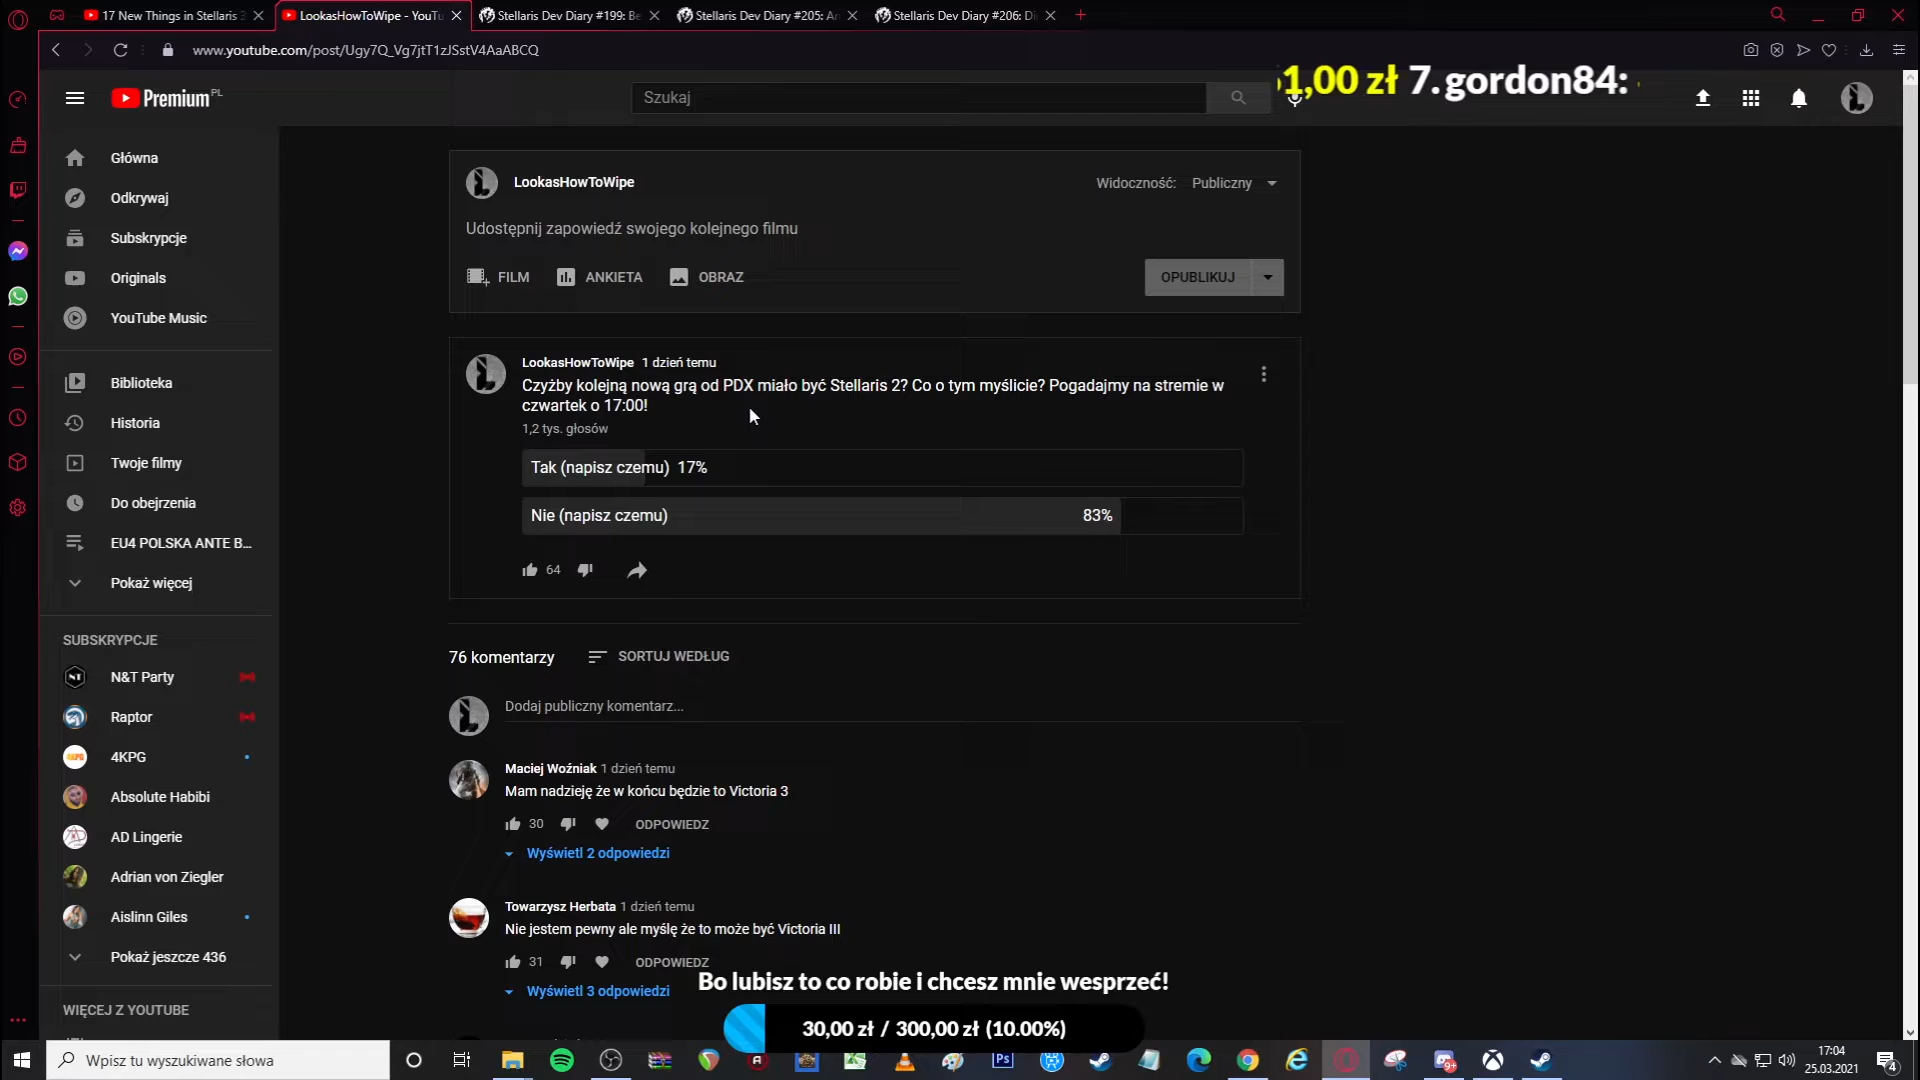 17 New Things in Stellaris 3
LookasHowToWipe - YouTu
Stellaris Dev Diary #199: Be
Stellaris Dev Diary #205: An
Stellaris Dev Diary #206: Di
www.youtube.com/post/Ugy7Q_Vg7jtT1zJSstV4AaABCQ
Premium PL
Szukaj
1,00 zł 7. gordon84:
Główna
Odkrywaj
Subskrypcje
Originals
YouTube Music
Biblioteka
Historia
Twoje filmy
Do obejrzenia
EU4 POLSKA ANTE B...
Pokaż więcej
SUBSKRYPCJE
N&T Party
Raptor
4KPG
Absolute Habibi
AD Lingerie
Adrian von Ziegler
Aislinn Giles
Pokaż jeszcze 436
WIĘCEJ Z YOUTUBE
LookasHowToWipe
Widoczność: Publiczny
Udostępnij zapowiedź swojego kolejnego filmu
FILM ANKIETA OBRAZ
OPUBLIKUJ
LookasHowToWipe 1 dzień temu
Czyżby kolejną nową grą od PDX miało być Stellaris 2? Co o tym myślicie? Pogadajmy na stremie w
czwartek o 17:00!
1,2 tys. głosów
Tak (napisz czemu) 17%
Nie (napisz czemu) 83%
64
76 komentarzy SORTUJ WEDŁUG
Dodaj publiczny komentarz...
Maciej Woźniak 1 dzień temu
Mam nadzieję że w końcu będzie to Victoria 3
30 ODPOWIEDZ
Wyświetl 2 odpowiedzi
Towarzysz Herbata 1 dzień temu
Nie jestem pewny ale myślę że to może być Victoria III
31 ODPOWIEDZ
Wyświetl 3 odpowiedzi
Bo lubisz to co robie i chcesz mnie wesprzeć!
30,00 zł / 300,00 zł (10.00%)
Wpisz tu wyszukiwane słowa
Ps
9+
17:04
25.03.2021
4